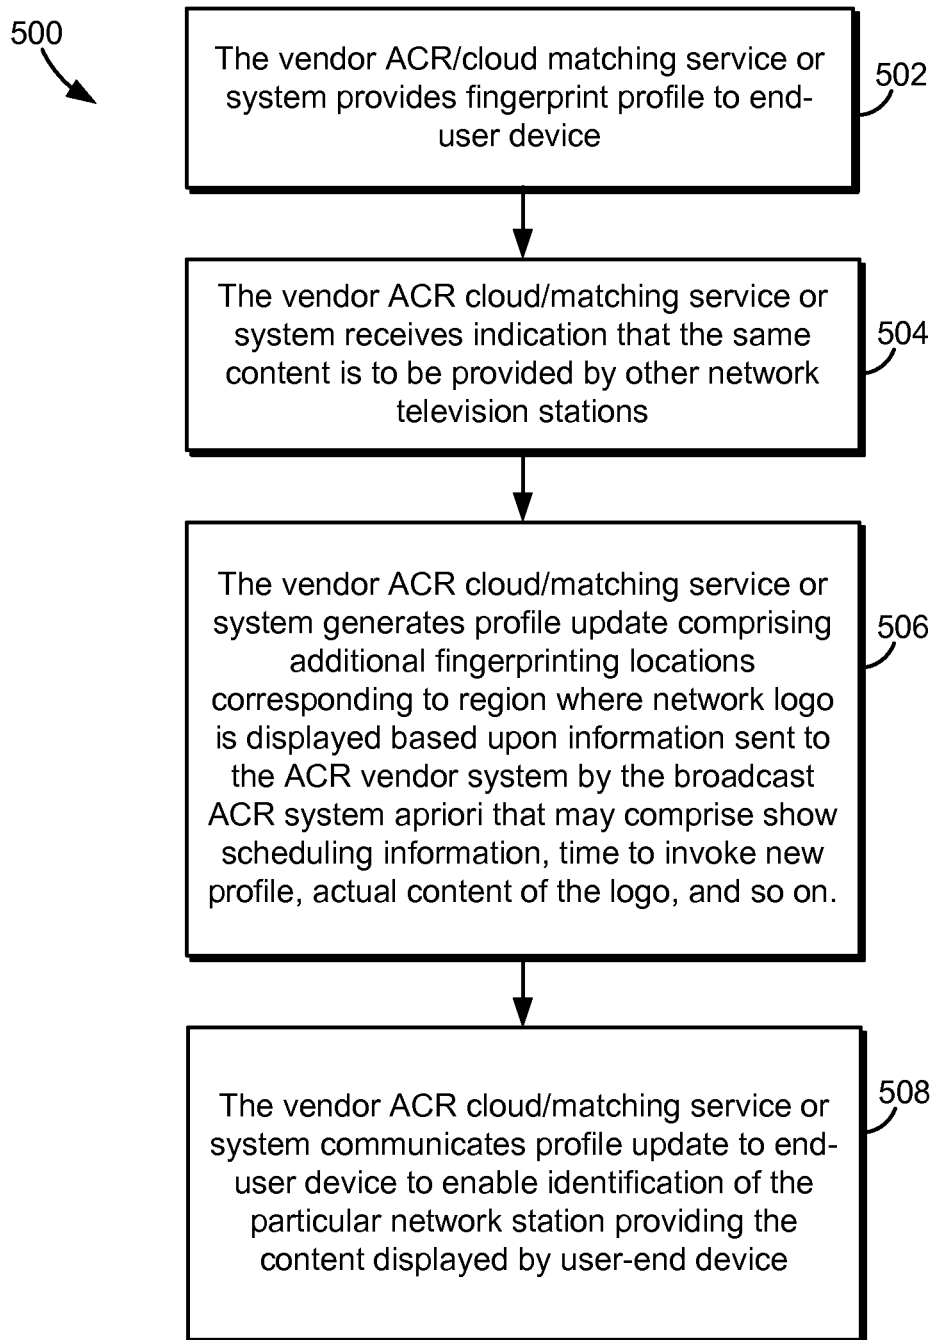 500
The vendor ACR/cloud matching service or
system provides fingerprint profile to end-
user device
502
The vendor ACR cloud/matching service or
system receives indication that the same
content is to be provided by other network
television stations
504
The vendor ACR cloud/matching service or
system generates profile update comprising
additional fingerprinting locations
corresponding to region where network logo
is displayed based upon information sent to
the ACR vendor system by the broadcast
ACR system apriori that may comprise show
scheduling information, time to invoke new
profile, actual content of the logo, and so on.
506
The vendor ACR cloud/matching service or
system communicates profile update to end-
user device to enable identification of the
particular network station providing the
content displayed by user-end device
508